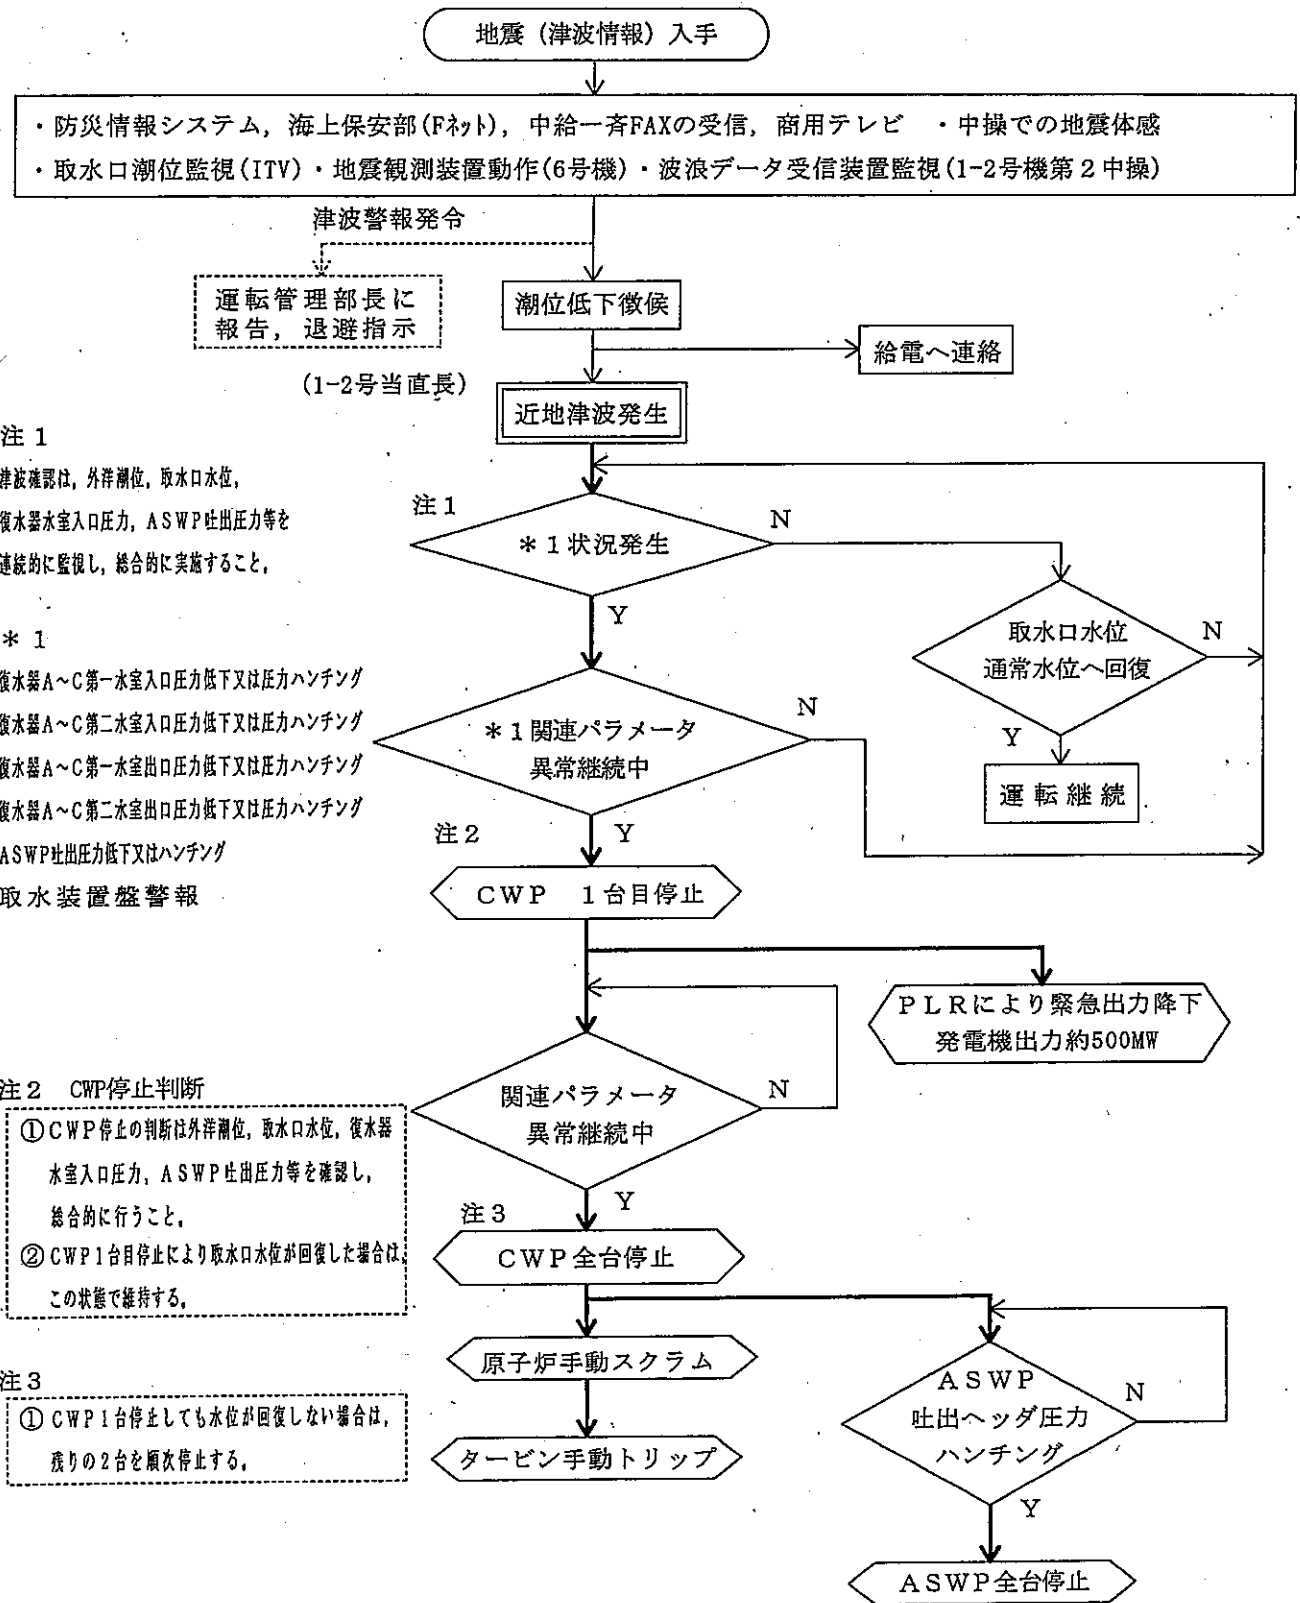 地震（津波情報）入手
・防災情報システム，海上保安部(Fネット)，中給一斉FAXの受信，商用テレビ　・中操での地震体感
・取水口潮位監視(ITV)・地震観測装置動作(6号機)・波浪データ受信装置監視(1-2号機第２中操)
津波警報発令
運転管理部長に
報告，退避指示
(1-2号当直長)
潮位低下徴候
給電へ連絡
近地津波発生
注１
津波確認は，外洋潮位，取水口水位，
復水器水室入口圧力，ＡＳＷＰ吐出圧力等を
連続的に監視し，総合的に実施すること。
注１
＊１状況発生
N
Y
取水口水位
通常水位へ回復
N
Y
運転継続
＊１
復水器Ａ～Ｃ第一水室入口圧力低下又は圧力ハンチング
復水器Ａ～Ｃ第二水室入口圧力低下又は圧力ハンチング
復水器Ａ～Ｃ第一水室出口圧力低下又は圧力ハンチング
復水器Ａ～Ｃ第二水室出口圧力低下又は圧力ハンチング
ＡＳＷＰ吐出圧力低下又はハンチング
取水装置盤警報
＊１関連パラメータ
異常継続中
N
Y
注２
ＣＷＰ　１台目停止
ＰＬＲにより緊急出力降下
発電機出力約500MW
関連パラメータ
異常継続中
N
Y
注２　CWP停止判断
①ＣＷＰ停止の判断は外洋潮位，取水口水位，復水器
水室入口圧力，ＡＳＷＰ吐出圧力等を確認し，
総合的に行うこと。
②ＣＷＰ１台目停止により取水口水位が回復した場合は，
この状態で維持する。
注３
ＣＷＰ全台停止
原子炉手動スクラム
タービン手動トリップ
注３
①ＣＷＰ１台停止しても水位が回復しない場合は，
残りの２台を順次停止する。
ＡＳＷＰ
吐出ヘッダ圧力
ハンチング
N
Y
ＡＳＷＰ全台停止